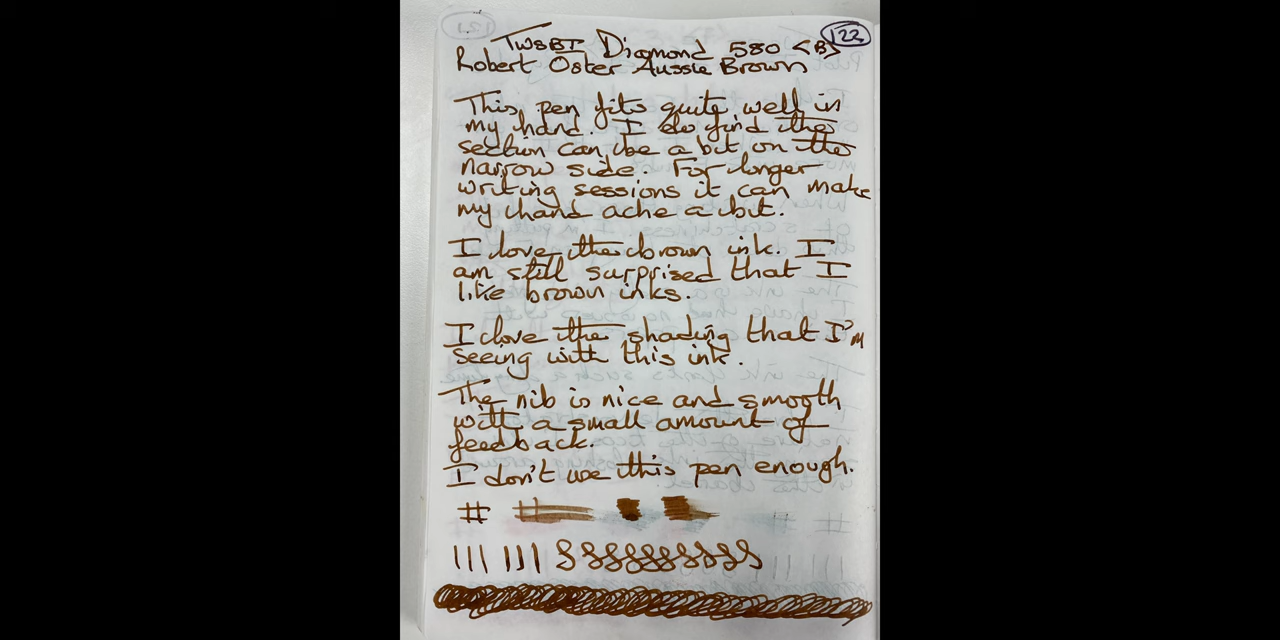 122
TWSBI Diamond 580 <B>
Robert Oster Aussie Brown
This pen fits quite well in
my hand. I do find the
section can be a bit on the
narrow side. For longer
writing sessions it can make
my hand ache a bit.
I love the brown ink. I
am still surprised that I
like brown inks.
I love the shading that I'm
seeing with this ink.
The nib is nice and smooth
with a small amount of
feedback.
I don't use this pen enough.
#